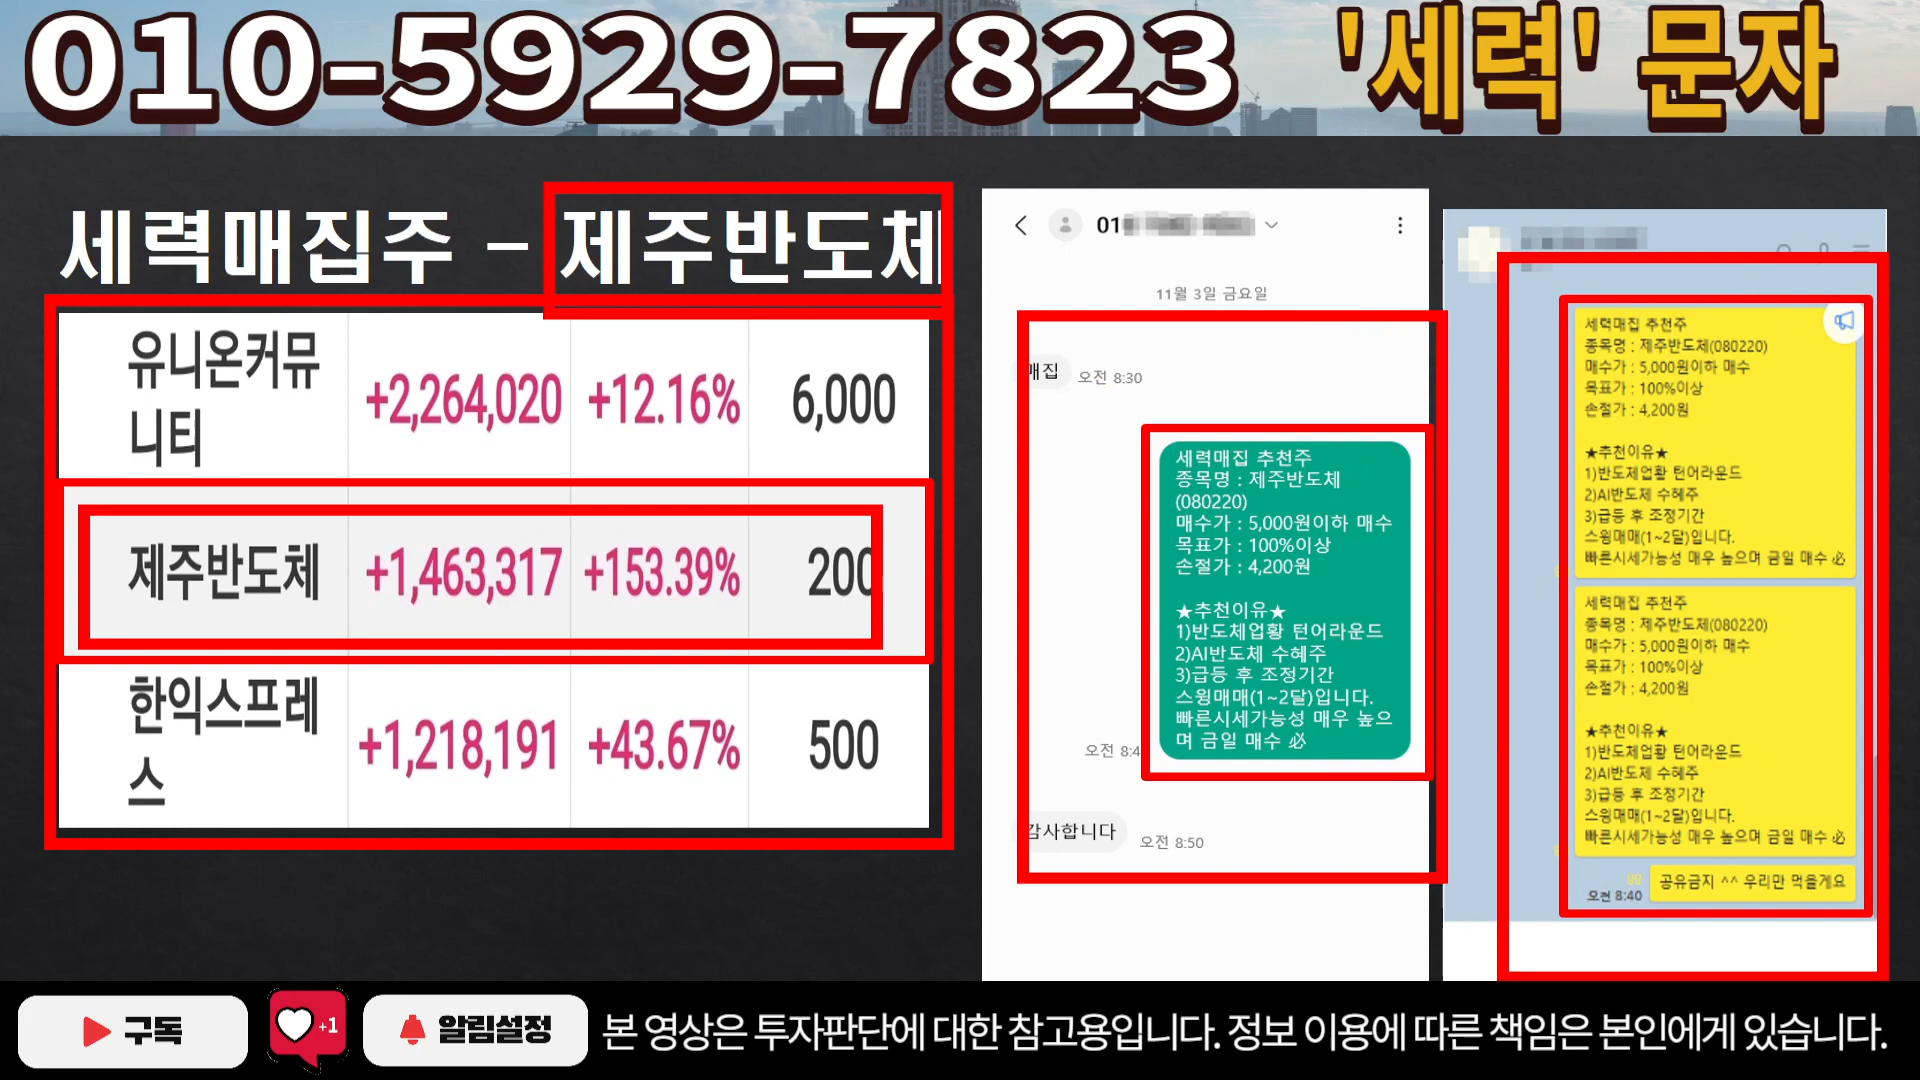 010-5929-7823 '세력' 문자
세력매집주 - 제주반도체
유니온커뮤
니티
+2,264,020 +12.16% 6,000
제주반도체 +1,463,317 +153.39% 200
한익스프레
스
+1,218,191 +43.67% 500
01
11월 3일 금요일
매집 오전 8:30
세력매집 추천주
종목명 : 제주반도체
(080220)
매수가 : 5,000원이하 매수
목표가 : 100%이상
손절가 : 4,200원
★추천이유★
1)반도체업황 턴어라운드
2)AI반도체 수혜주
3)급등 후 조정기간
스윙매매(1~2달)입니다.
빠른시세가능성 매우 높으
며 금일 매수 必
오전 8:4
감사합니다 오전 8:50
세력매집 추천주
종목명 : 제주반도체(080220)
매수가 : 5,000원이하 매수
목표가 : 100%이상
손절가 : 4,200원
★추천이유★
1)반도체업황 턴어라운드
2)AI반도체 수혜주
3)급등 후 조정기간
스윙매매(1~2달)입니다.
빠른시세가능성 매우 높으며 금일 매수 必
세력매집 추천주
종목명 : 제주반도체(080220)
매수가 : 5,000원이하 매수
목표가 : 100%이상
손절가 : 4,200원
★추천이유★
1)반도체업황 턴어라운드
2)AI반도체 수혜주
3)급등 후 조정기간
스윙매매(1~2달)입니다.
빠른시세가능성 매우 높으며 금일 매수 必
오전 8:40 공유금지 ^^ 우리만 먹을게요
구독 +1 알림설정 본 영상은 투자판단에 대한 참고용입니다. 정보 이용에 따른 책임은 본인에게 있습니다.